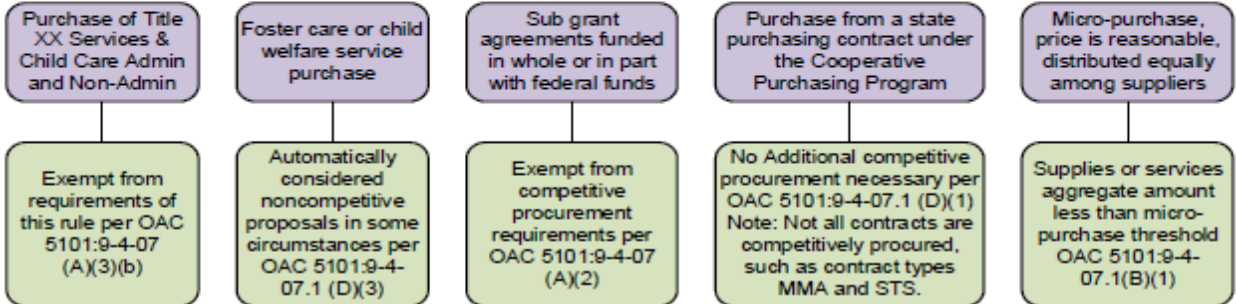 Purchase of Title
XX Services &
Child Care Admin
and Non-Admin
Foster care or child
welfare service
purchase
Sub grant
agreements funded
in whole or in part
with federal funds
Purchase from a state
purchasing contract under
the Cooperative
Purchasing Program
Micro-purchase,
price is reasonable,
distributed equally
among suppliers
Exempt from
requirements of
this rule per OAC
5101:9-4-07
(A)(3)(b)
Automatically
considered
noncompetitive
proposals in some
circumstances per
OAC 5101:9-4-
07.1 (D)(3)
Exempt from
competitive
procurement
requirements per
OAC 5101:9-4-07
(A)(2)
No Additional competitive
procurement necessary per
OAC 5101:9-4-07.1 (D)(1)
Note: Not all contracts are
competitively procured,
such as contract types
MMA and STS.
Supplies or services
aggregate amount
less than micro-
purchase threshold
OAC 5101:9-4-
07.1(B)(1)